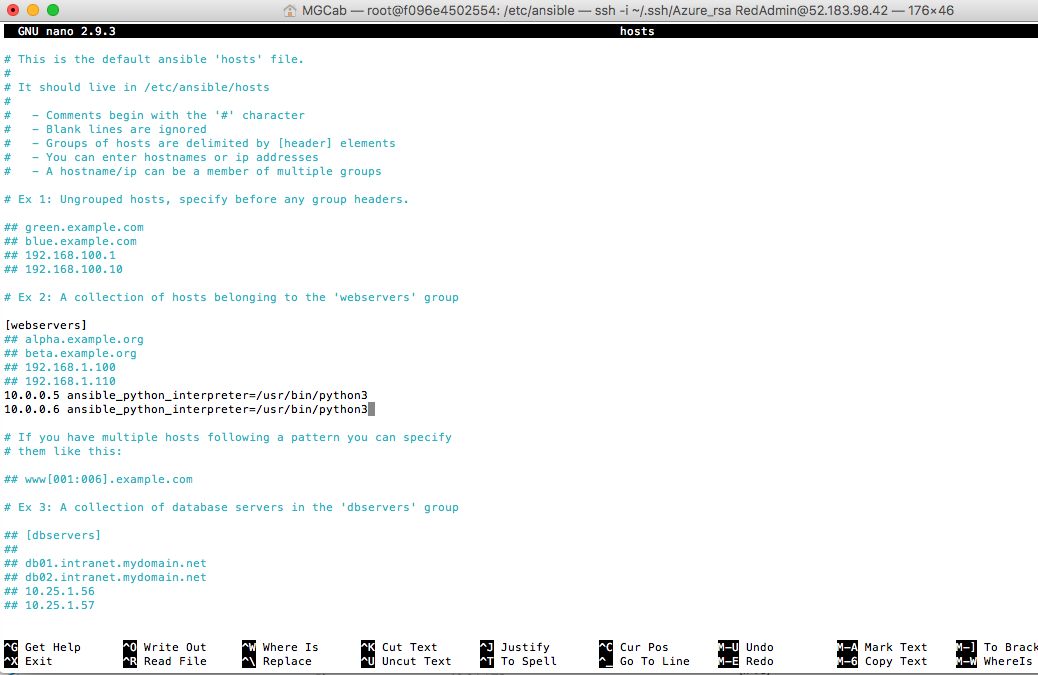 MGCab — root@f096e4502554: /etc/ansible — ssh -i ~/.ssh/Azure_rsa RedAdmin@52.183.98.42 — 176×46
GNU nano 2.9.3 hosts
# This is the default ansible 'hosts' file.
#
# It should live in /etc/ansible/hosts
#
#   - Comments begin with the '#' character
#   - Blank lines are ignored
#   - Groups of hosts are delimited by [header] elements
#   - You can enter hostnames or ip addresses
#   - A hostname/ip can be a member of multiple groups
# Ex 1: Ungrouped hosts, specify before any group headers.
## green.example.com
## blue.example.com
## 192.168.100.1
## 192.168.100.10
# Ex 2: A collection of hosts belonging to the 'webservers' group
[webservers]
## alpha.example.org
## beta.example.org
## 192.168.1.100
## 192.168.1.110
10.0.0.5 ansible_python_interpreter=/usr/bin/python3
10.0.0.6 ansible_python_interpreter=/usr/bin/python3
# If you have multiple hosts following a pattern you can specify
# them like this:
## www[001:006].example.com
# Ex 3: A collection of database servers in the 'dbservers' group
## [dbservers]
##
## db01.intranet.mydomain.net
## db02.intranet.mydomain.net
## 10.25.1.56
## 10.25.1.57
^G Get Help ^O Write Out ^W Where Is ^K Cut Text ^J Justify ^C Cur Pos M-U Undo M-A Mark Text M-] To Brack
^X Exit ^R Read File ^\ Replace ^U Uncut Text ^T To Spell ^_ Go To Line M-E Redo M-6 Copy Text M-W WhereIs